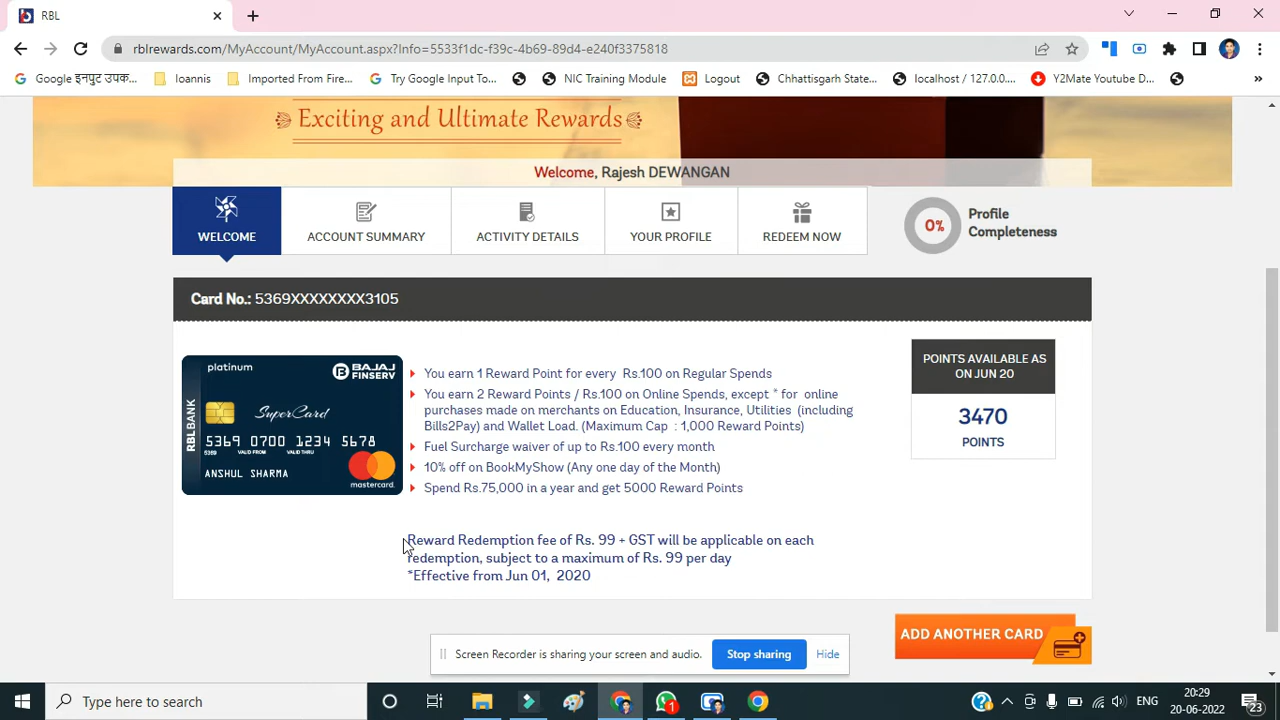 RBL
rblrewards.com/MyAccount/MyAccount.aspx?Info=5533f1dc-f39c-4b69-89d4-e240f3375818
Google इनपुट उपक...
Ioannis
Imported From Fire...
Try Google Input To...
NIC Training Module
Logout
Chhattisgarh State...
localhost / 127.0.0....
Y2Mate Youtube D...
»
Exciting and Ultimate Rewards
Welcome, Rajesh DEWANGAN
WELCOME
ACCOUNT SUMMARY
ACTIVITY DETAILS
YOUR PROFILE
REDEEM NOW
0%
Profile
Completeness
Card No.: 5369XXXXXXXX3105
platinum
BAJAJ
FINSERV
RBLBANK
SuperCard
5369 0700 1234 5678
5369 VALID FROM VALID THRU
ANSHUL SHARMA
mastercard.
You earn 1 Reward Point for every Rs.100 on Regular Spends
You earn 2 Reward Points / Rs.100 on Online Spends, except * for online
purchases made on merchants on Education, Insurance, Utilities (including
Bills2Pay) and Wallet Load. (Maximum Cap : 1,000 Reward Points)
Fuel Surcharge waiver of up to Rs.100 every month
10% off on BookMyShow (Any one day of the Month)
Spend Rs.75,000 in a year and get 5000 Reward Points
POINTS AVAILABLE AS
ON JUN 20
3470
POINTS
Reward Redemption fee of Rs. 99 + GST will be applicable on each
redemption, subject to a maximum of Rs. 99 per day
*Effective from Jun 01, 2020
ADD ANOTHER CARD
Screen Recorder is sharing your screen and audio.
Stop sharing
Hide
Type here to search
1
ENG
20:29
20-06-2022
23